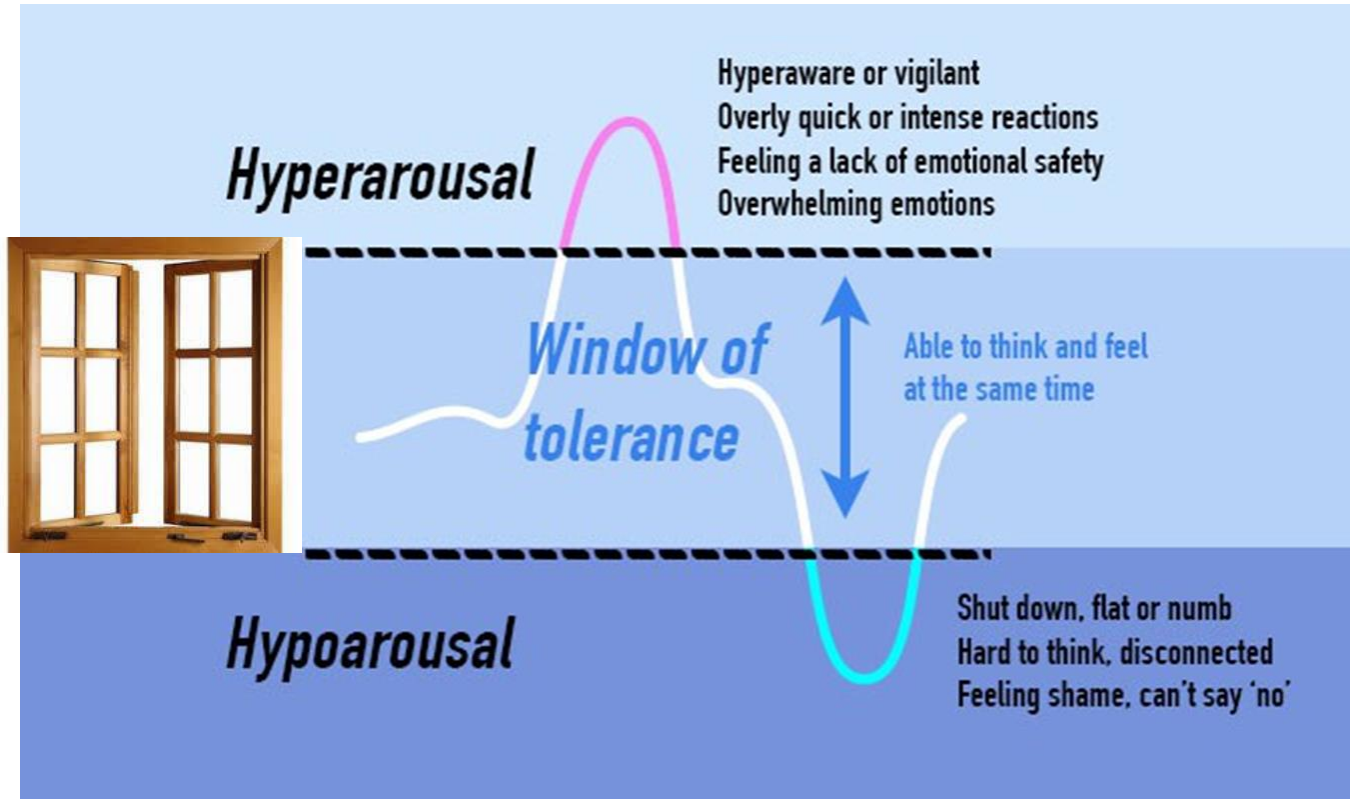 Hyperaware or vigilant
Overly quick or intense reactions
Feeling a lack of emotional safety
Overwhelming emotions
Hyperarousal
Window of
tolerance
Able to think and feel
at the same time
Hypoarousal
Shut down, flat or numb
Hard to think, disconnected
Feeling shame, can't say ‘no’